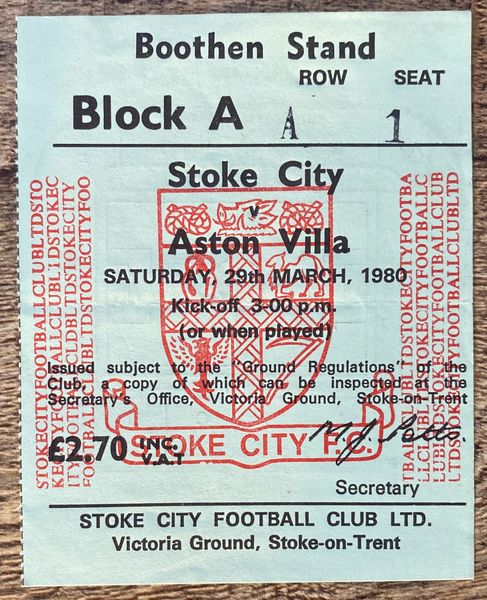 Boothen Stand
ROW SEAT
Block A A 1
Stoke City
v
Aston Villa
SATURDAY, 29th MARCH, 1980
Kick-off 3-00 p.m.
(or when played)
Issued subject to the "Ground Regulations" of the
Club, a copy of which can be inspected at the
Secretary's Office, Victoria Ground, Stoke-on-Trent
£2.70 INC. V.A.T
STOKE CITY F.C.
Secretary
STOKE CITY FOOTBALL CLUB LTD.
Victoria Ground, Stoke-on-Trent